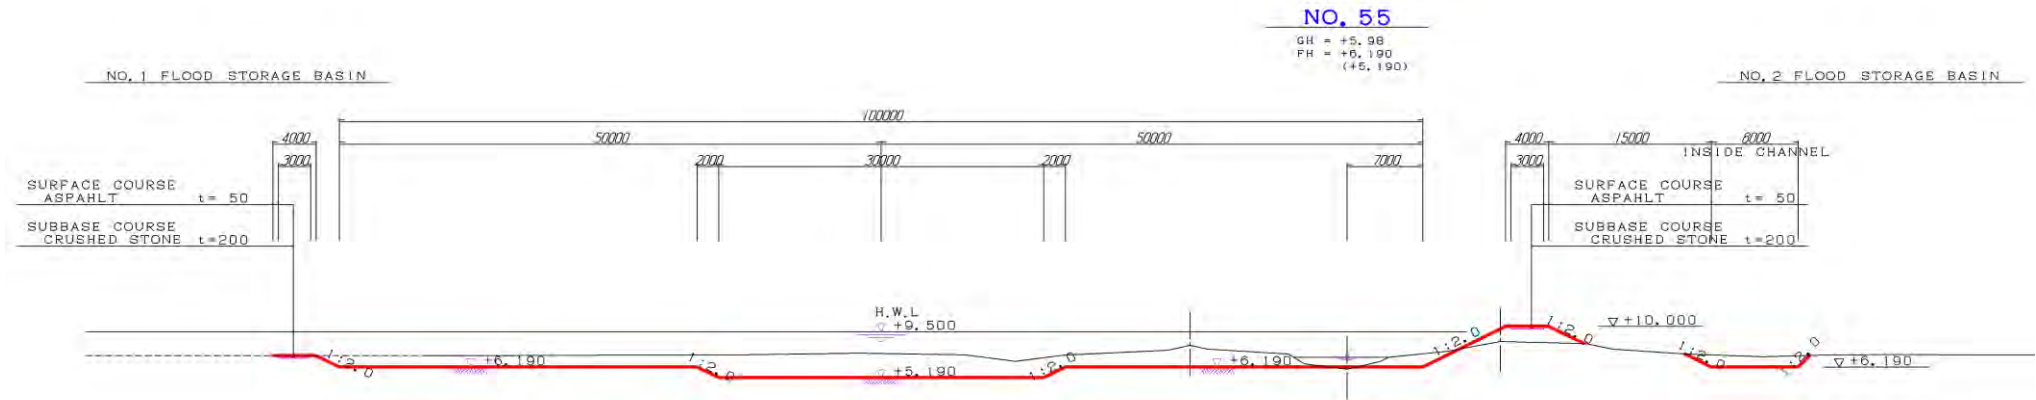 NO. 55
GH = +5.98
FH = +6.190
(+5.190)
NO. 1 FLOOD STORAGE BASIN
NO. 2 FLOOD STORAGE BASIN
100000
4000
50000
50000
4000
15000
8000
3000
2000
30000
2000
7000
3000
INSIDE CHANNEL
SURFACE COURSE
ASPAHLT t= 50
SURFACE COURSE
ASPAHLT t= 50
SUBBASE COURSE
CRUSHED STONE t=200
SUBBASE COURSE
CRUSHED STONE t=200
H.W.L
▽ +9.500
▽ +10.000
1:2.0
▽ +6.190
1:2.0
▽ +5.190
1:2.0
▽ +6.190
1:2.0
1:2.0
1:2.0
1:2.0
▽ +6.190